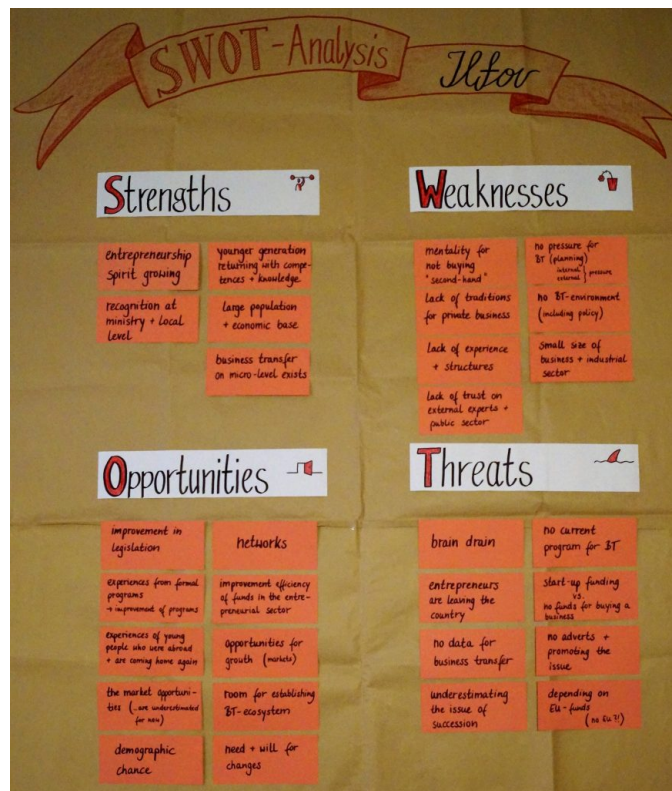 SWOT-Analysis
Ilfov
Strengths
entrepreneurship
spirit growing
younger generation
returning with compe-
tences + knowledge
recognition at
ministry + local
level
large population
+ economic base
business transfer
on micro-level exists
Weaknesses
mentality for
not buying
"second-hand"
no pressure for
BT (planning)
internal
external } pressure
lack of traditions
for private business
no BT-environment
(including policy)
lack of experience
+ structures
small size of
business + industrial
sector
lack of trust on
external experts +
public sector
Opportunities
improvement in
legislation
networks
experiences from formal
programs
→ improvement of programs
improvement efficiency
of funds in the entre-
preneurial sector
experiences of young
people who were abroad
+ are coming home again
opportunities for
growth (markets)
the market opportuni-
ties (...are underestimated
for new)
room for establishing
BT-ecosystem
demographic
chance
need + will for
changes
Threats
brain drain
no current
program for BT
entrepreneurs
are leaving the
country
start-up funding
vs.
no funds for buying a
business
no data for
business transfer
no adverts +
promoting the
issue
underestimating
the issue of
succession
depending on
EU-funds
(no EU?!)